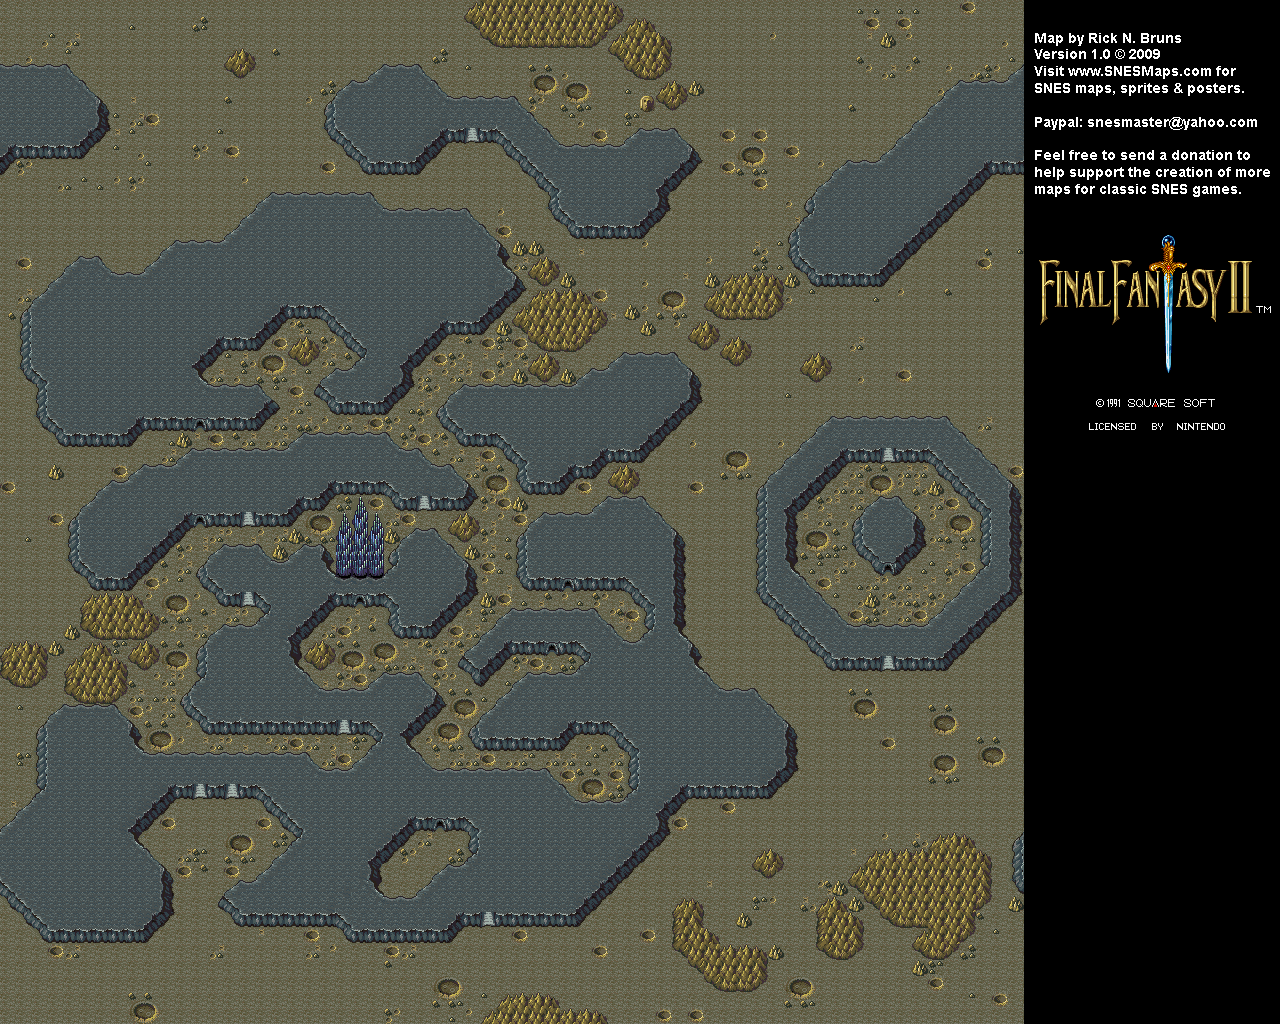 Map by Rick N. Bruns
Version 1.0 © 2009
Visit www.SNESMaps.com for
SNES maps, sprites & posters.
Paypal: snesmaster@yahoo.com
Feel free to send a donation to
help support the creation of more
maps for classic SNES games.
FINAL FANTASY II TM
© 1991 SQUARE SOFT
LICENSED BY NINTENDO